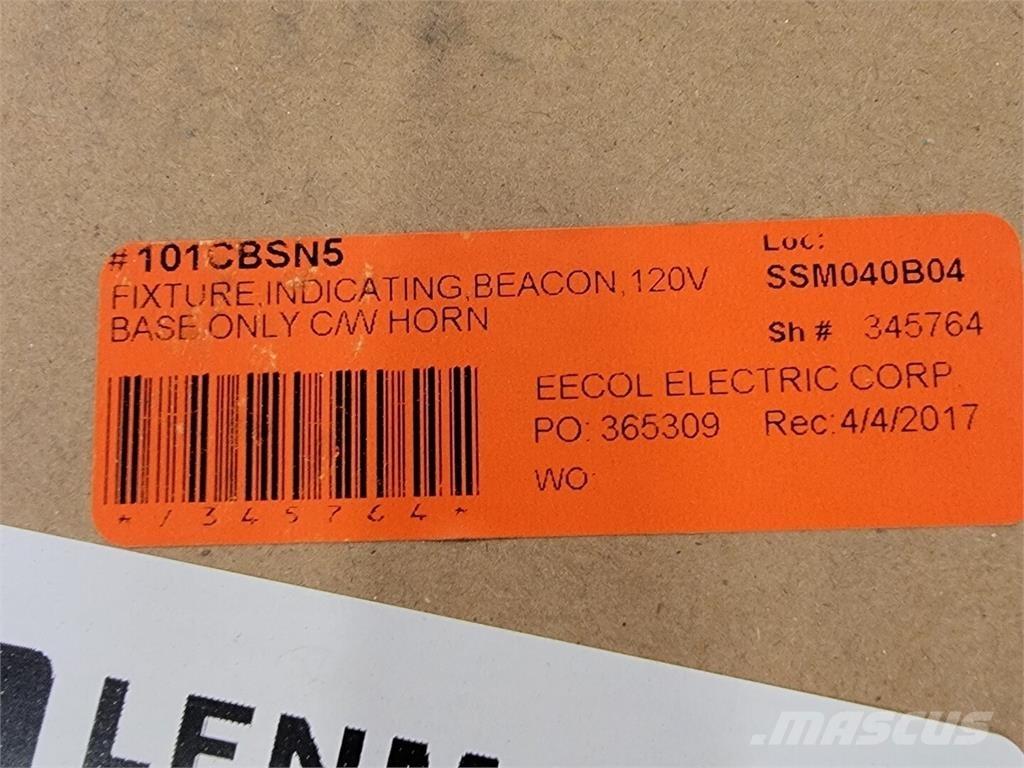 #101CBSN5
FIXTURE,INDICATING,BEACON,120V
BASE ONLY C/W HORN
Loc:
SSM040B04
Sh # 345764
EECOL ELECTRIC CORP
PO: 365309 Rec:4/4/2017
WO:
*/345764*
MASCUS